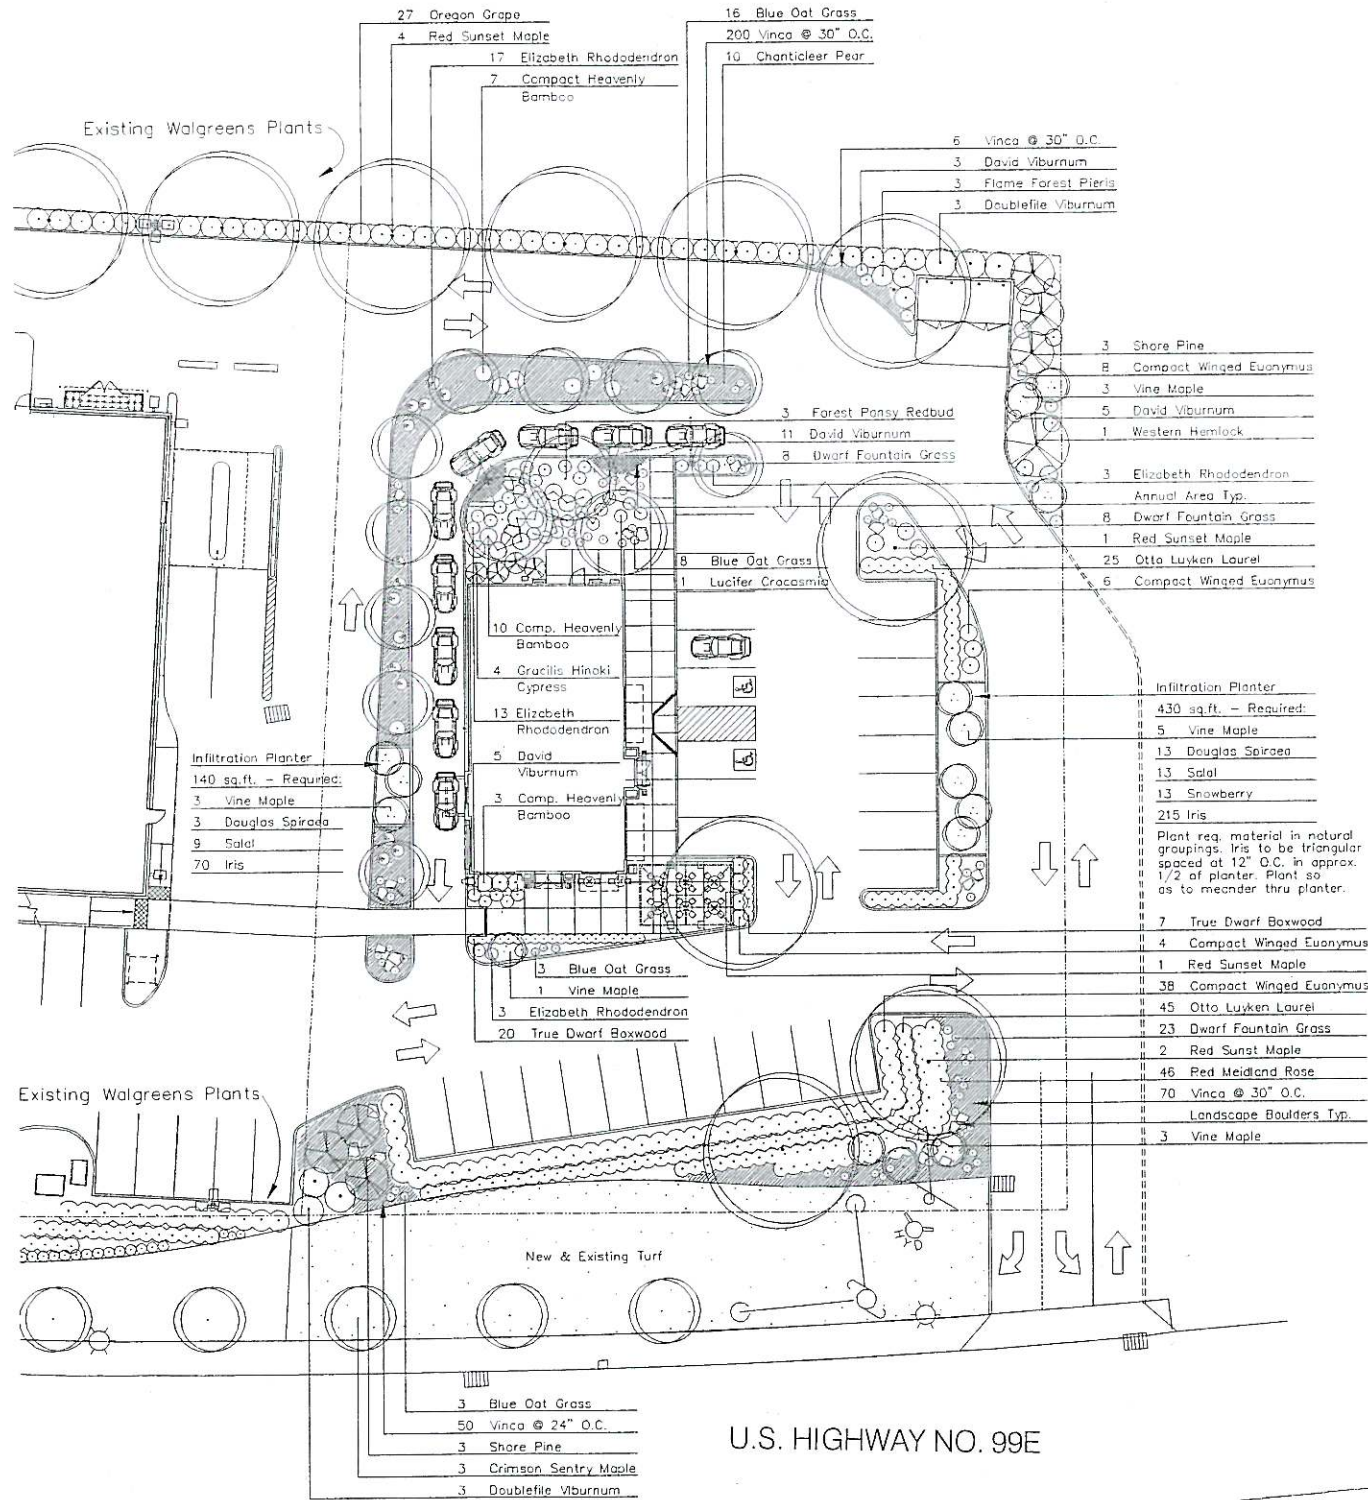 27 Oregon Grape
4 Red Sunset Maple
17 Elizabeth Rhododendron
7 Compact Heavenly
Bamboo
16 Blue Oat Grass
200 Vinca @ 30" O.C.
10 Chanticleer Pear
Existing Walgreens Plants
6 Vinca @ 30" O.C.
3 David Viburnum
3 Flame Forest Pieris
3 Doublefile Viburnum
3 Shore Pine
8 Compact Winged Euonymus
3 Vine Maple
5 David Viburnum
1 Western Hemlock
3 Forest Pansy Redbud
11 David Viburnum
8 Dwarf Fountain Grass
3 Elizabeth Rhododendron
Annual Area Typ.
8 Dwarf Fountain Grass
1 Red Sunset Maple
25 Otto Luyken Laurel
6 Compact Winged Euonymus
8 Blue Oat Grass
1 Lucifer Crocosmia
10 Comp. Heavenly
Bamboo
4 Gracilis Hinoki
Cypress
13 Elizabeth
Rhododendron
5 David
Viburnum
3 Comp. Heavenly
Bamboo
Infiltration Planter
140 sq.ft. - Required:
3 Vine Maple
3 Douglas Spiraea
9 Salal
70 Iris
Infiltration Planter
430 sq.ft. - Required:
5 Vine Maple
13 Douglas Spiraea
13 Salal
13 Snowberry
215 Iris
Plant req. material in natural
groupings. Iris to be triangular
spaced at 12" O.C. in approx.
1/2 of planter. Plant so
as to meander thru planter.
7 True Dwarf Boxwood
4 Compact Winged Euonymus
1 Red Sunset Maple
38 Compact Winged Euonymus
45 Otto Luyken Laurel
23 Dwarf Fountain Grass
2 Red Sunst Maple
46 Red Meidland Rose
70 Vinca @ 30" O.C.
Landscape Boulders Typ.
3 Vine Maple
3 Blue Oat Grass
1 Vine Maple
3 Elizabeth Rhododendron
20 True Dwarf Boxwood
Existing Walgreens Plants
New & Existing Turf
HYD
3 Blue Oat Grass
50 Vinca @ 24" O.C.
3 Shore Pine
3 Crimson Sentry Maple
3 Doublefile Viburnum
U.S. HIGHWAY NO. 99E